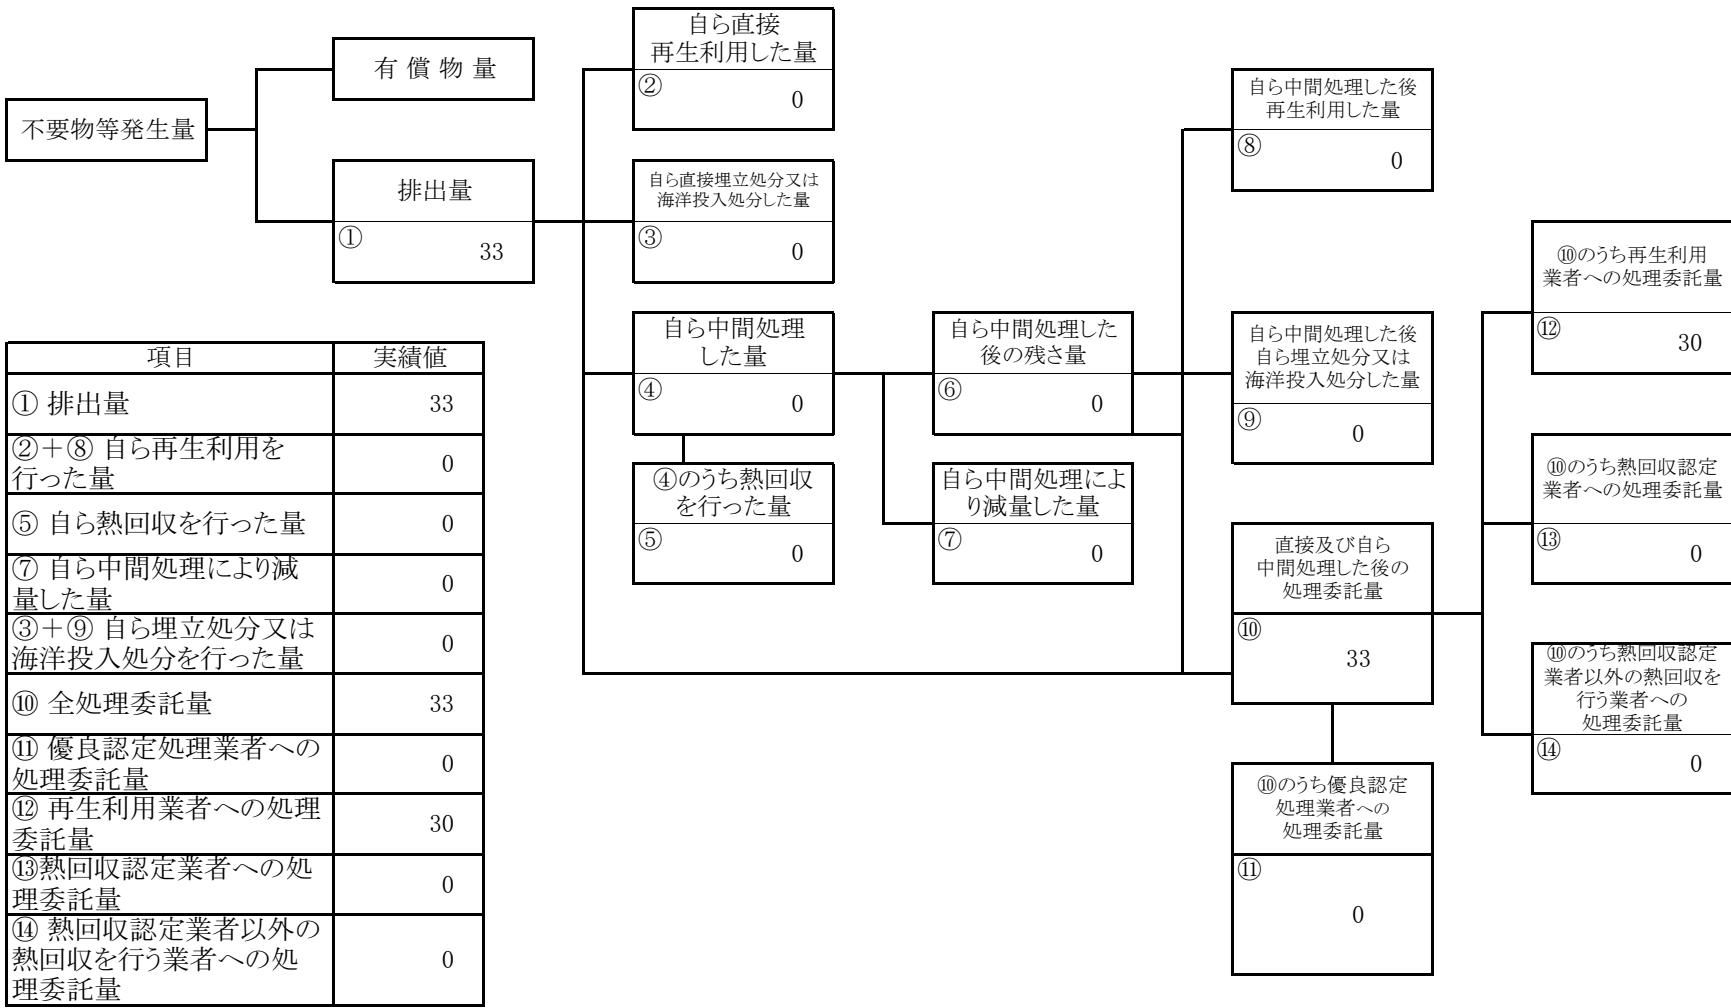 不要物等発生量
有 償 物 量
排出量
①
33
自ら直接
再生利用した量
②
0
自ら直接埋立処分又は
海洋投入処分した量
③
0
自ら中間処理
した量
④
0
④のうち熱回収
を行った量
⑤
0
自ら中間処理した
後の残さ量
⑥
0
自ら中間処理によ
り減量した量
⑦
0
自ら中間処理した後
再生利用した量
⑧
0
自ら中間処理した後
自ら埋立処分又は
海洋投入処分した量
⑨
0
直接及び自ら
中間処理した後の
処理委託量
⑩
33
⑩のうち優良認定
処理業者への
処理委託量
⑪
0
⑩のうち再生利用
業者への処理委託量
⑫
30
⑩のうち熱回収認定
業者への処理委託量
⑬
0
⑩のうち熱回収認定
業者以外の熱回収を
行う業者への
処理委託量
⑭
0
項目 実績値
① 排出量 33
②＋⑧ 自ら再生利用を
行った量 0
⑤ 自ら熱回収を行った量 0
⑦ 自ら中間処理により減
量した量 0
③＋⑨ 自ら埋立処分又は
海洋投入処分を行った量 0
⑩ 全処理委託量 33
⑪ 優良認定処理業者への
処理委託量 0
⑫ 再生利用業者への処理
委託量 30
⑬熱回収認定業者への処
理委託量 0
⑭ 熱回収認定業者以外の
熱回収を行う業者への処
理委託量 0